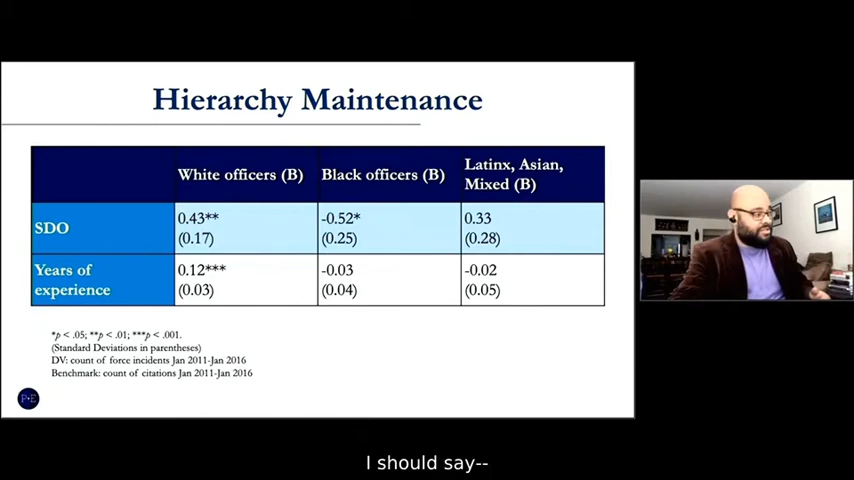 Hierarchy Maintenance
White officers (B)
Black officers (B)
Latinx, Asian,
Mixed (B)
SDO
0.43**
(0.17)
-0.52*
(0.25)
0.33
(0.28)
Years of
experience
0.12***
(0.03)
-0.03
(0.04)
-0.02
(0.05)
*p < .05; **p < .01; ***p < .001.
(Standard Deviations in parentheses)
DV: count of force incidents Jan 2011-Jan 2016
Benchmark: count of citations Jan 2011-Jan 2016
P·E
I should say--